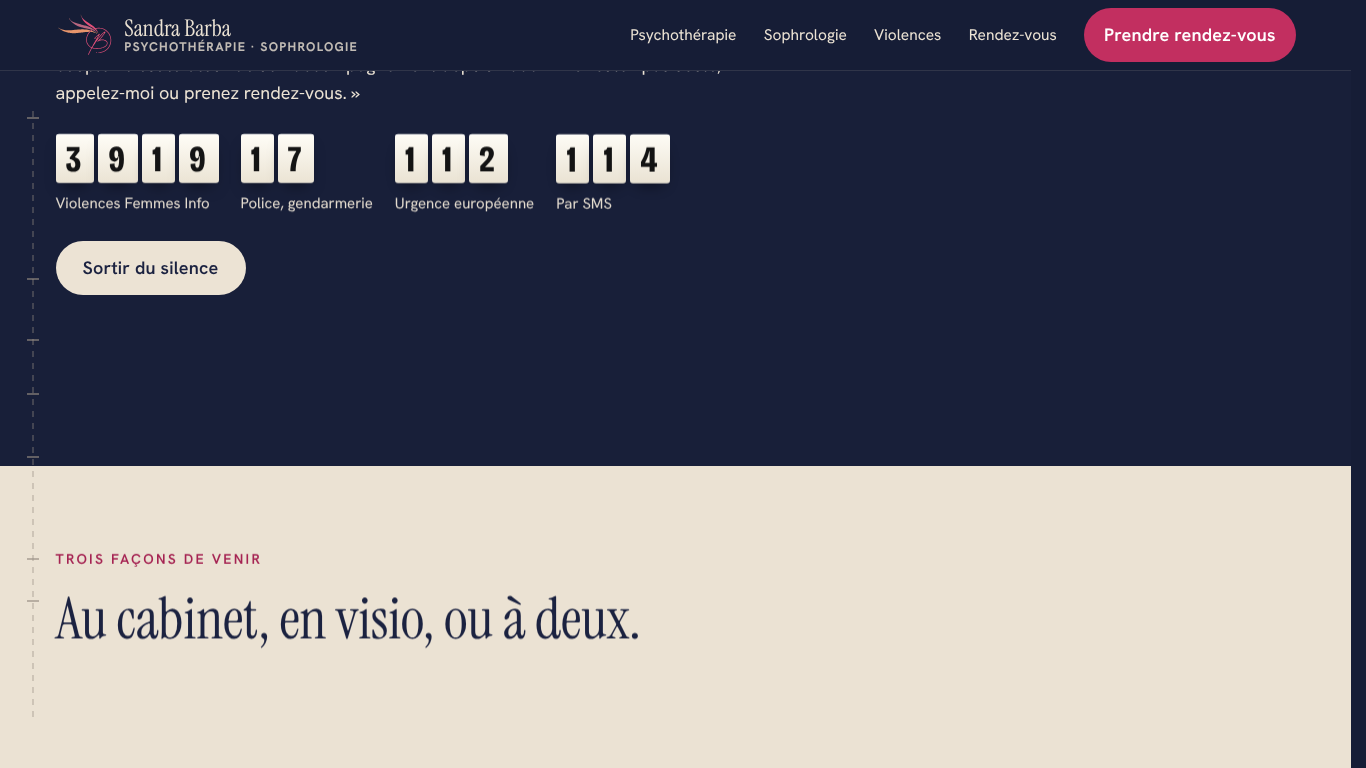 Sandra Barba
PSYCHOTHÉRAPIE · SOPHROLOGIE
Psychothérapie
Sophrologie
Violences
Rendez-vous
Prendre rendez-vous
appelez-moi ou prenez rendez-vous. »
3919
17
112
114
Violences Femmes Info
Police, gendarmerie
Urgence européenne
Par SMS
Sortir du silence
TROIS FAÇONS DE VENIR
Au cabinet, en visio, ou à deux.